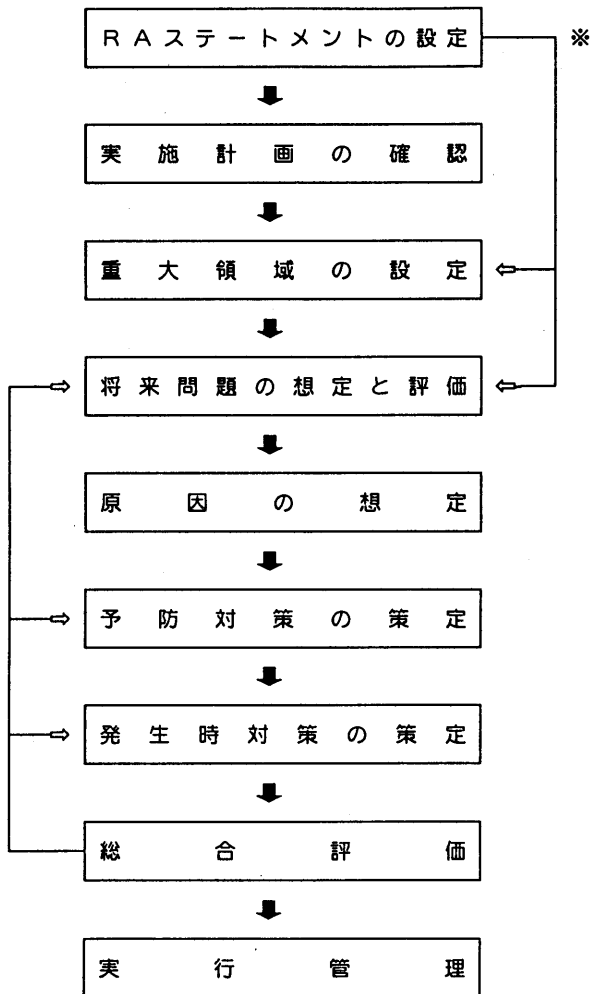 RAステートメントの設定
※
実施計画の確認
重大領域の設定
将来問題の想定と評価
原因の想定
予防対策の策定
発生時対策の策定
総合評価
実行管理